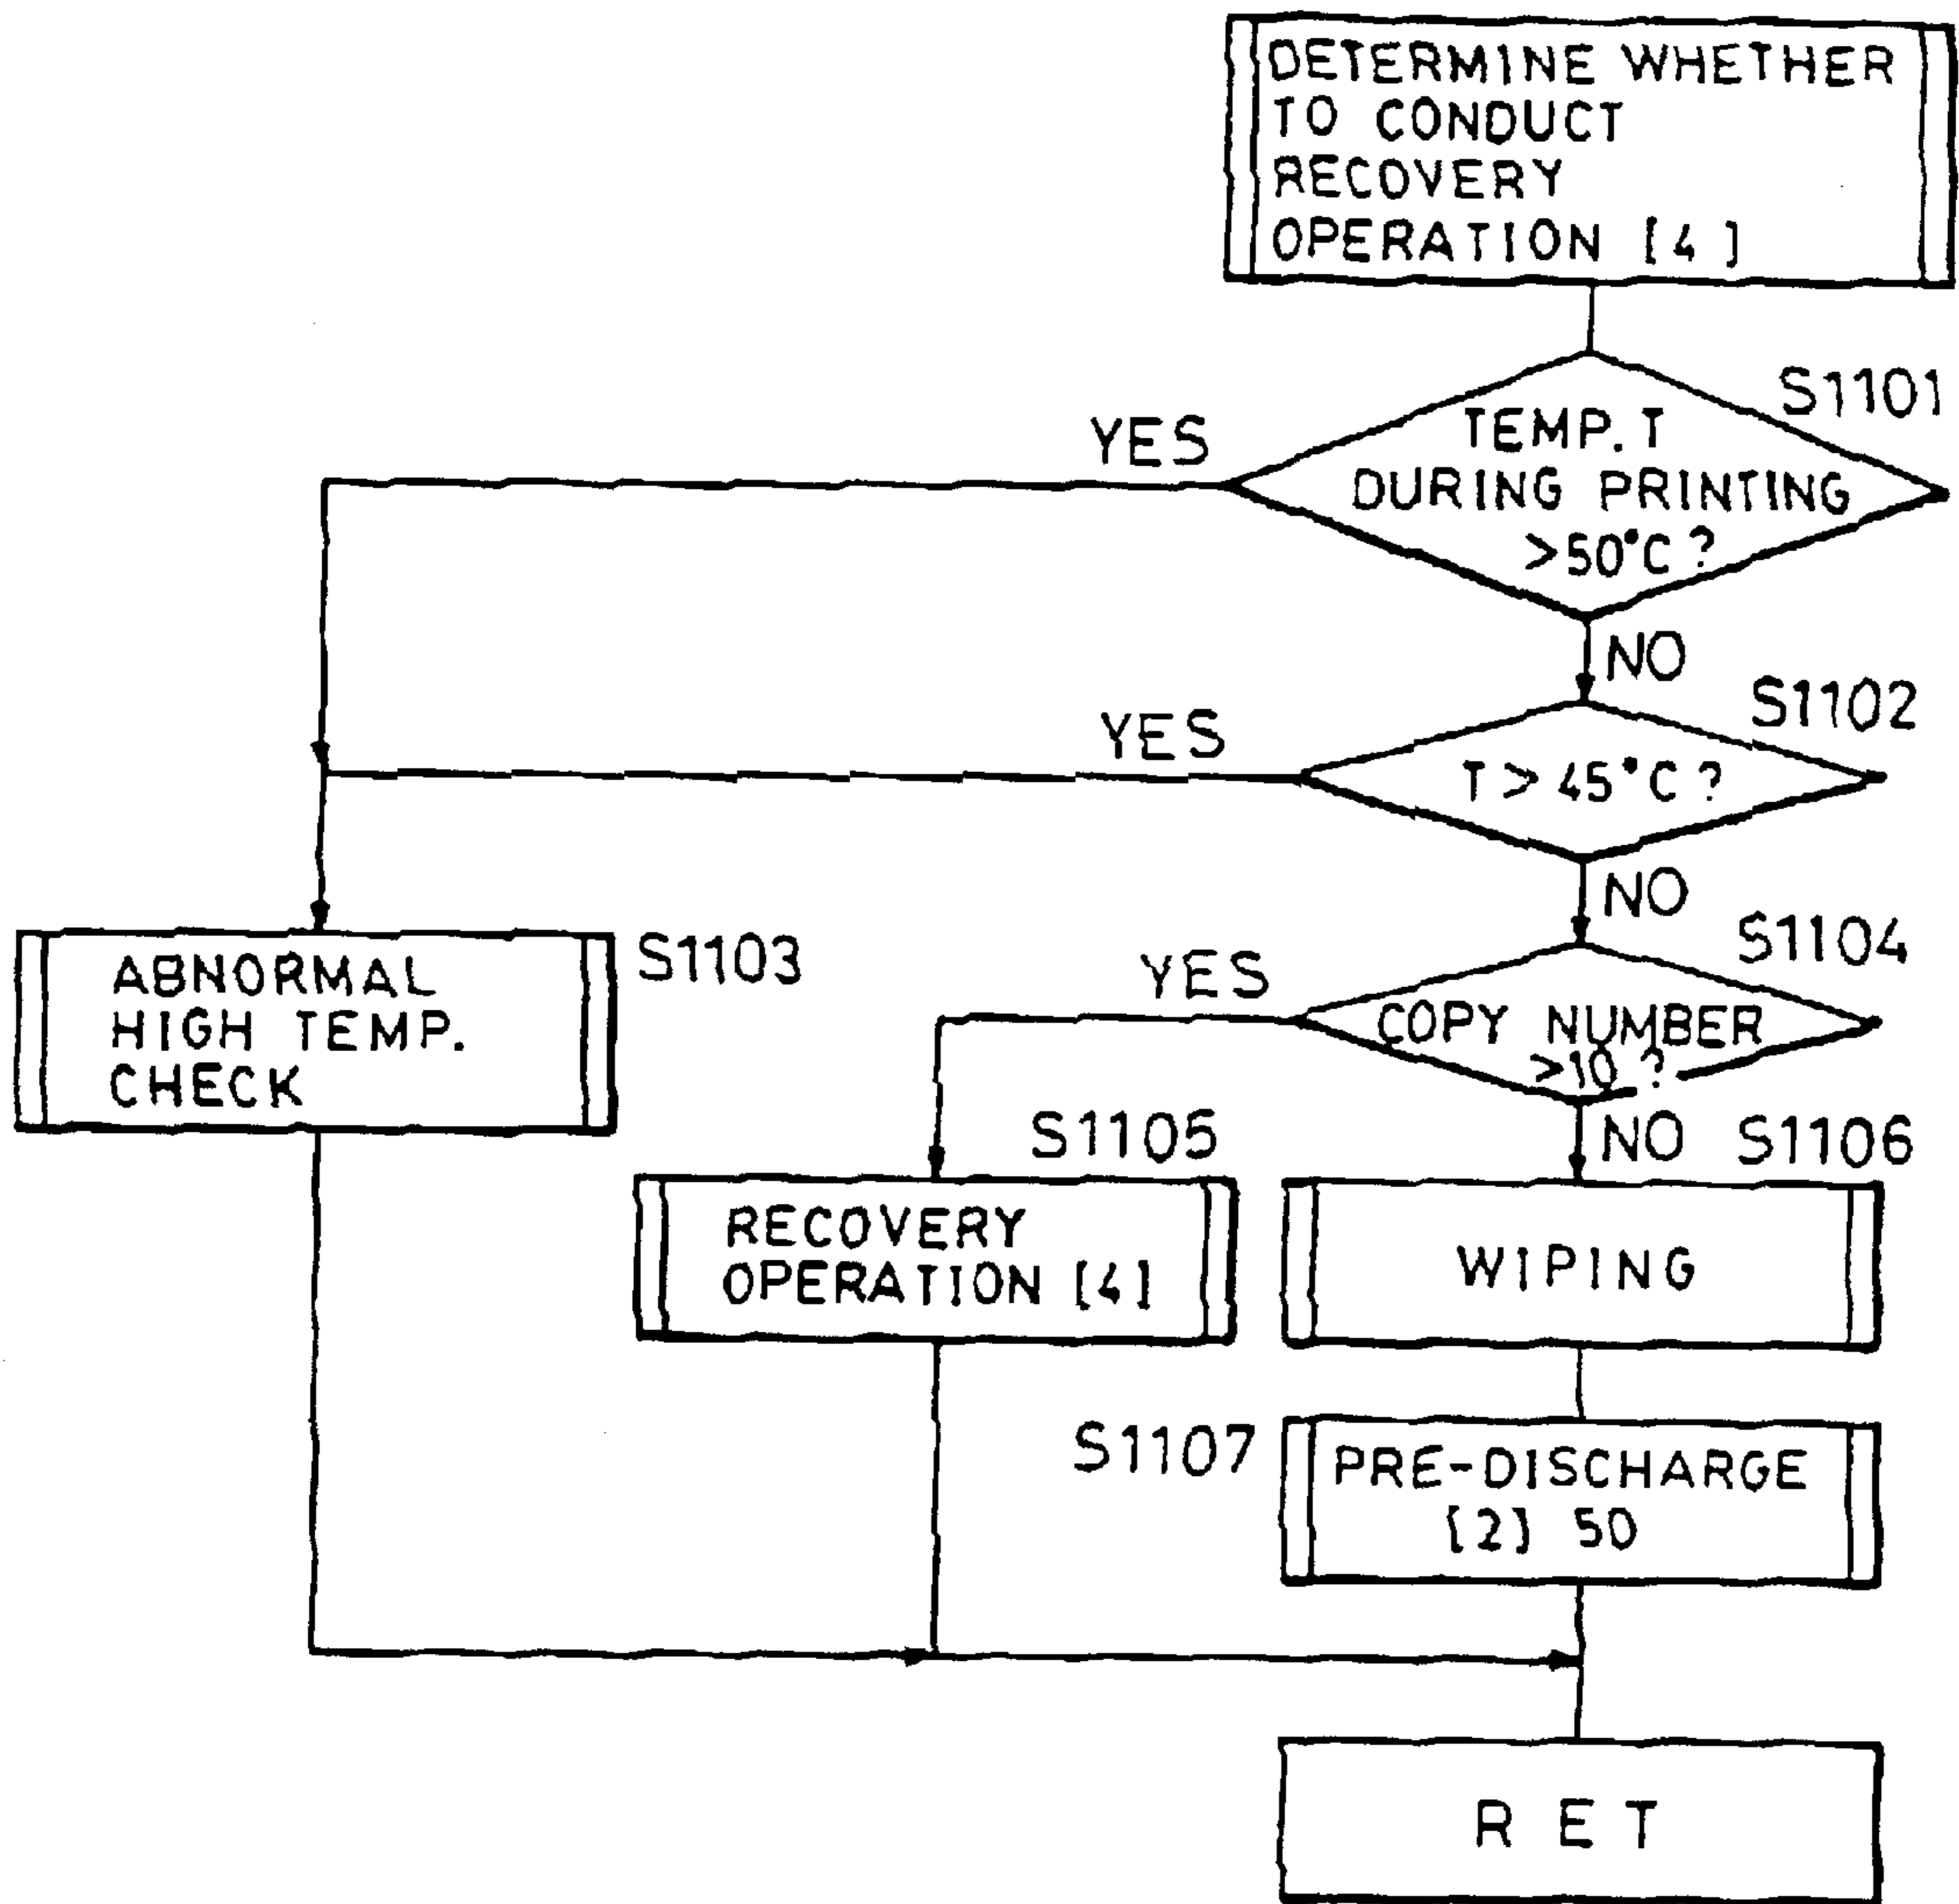 DETERMINE WHETHER
TO CONDUCT
RECOVERY
OPERATION [4]
S1101
YES
TEMP. T
DURING PRINTING
>50°C?
NO
S1102
YES
T > 45°C?
NO
S1103
ABNORMAL
HIGH TEMP.
CHECK
S1104
YES
COPY NUMBER
>10?
NO
S1105
RECOVERY
OPERATION [4]
S1106
WIPING
S1107
PRE-DISCHARGE
[2] 50
RET